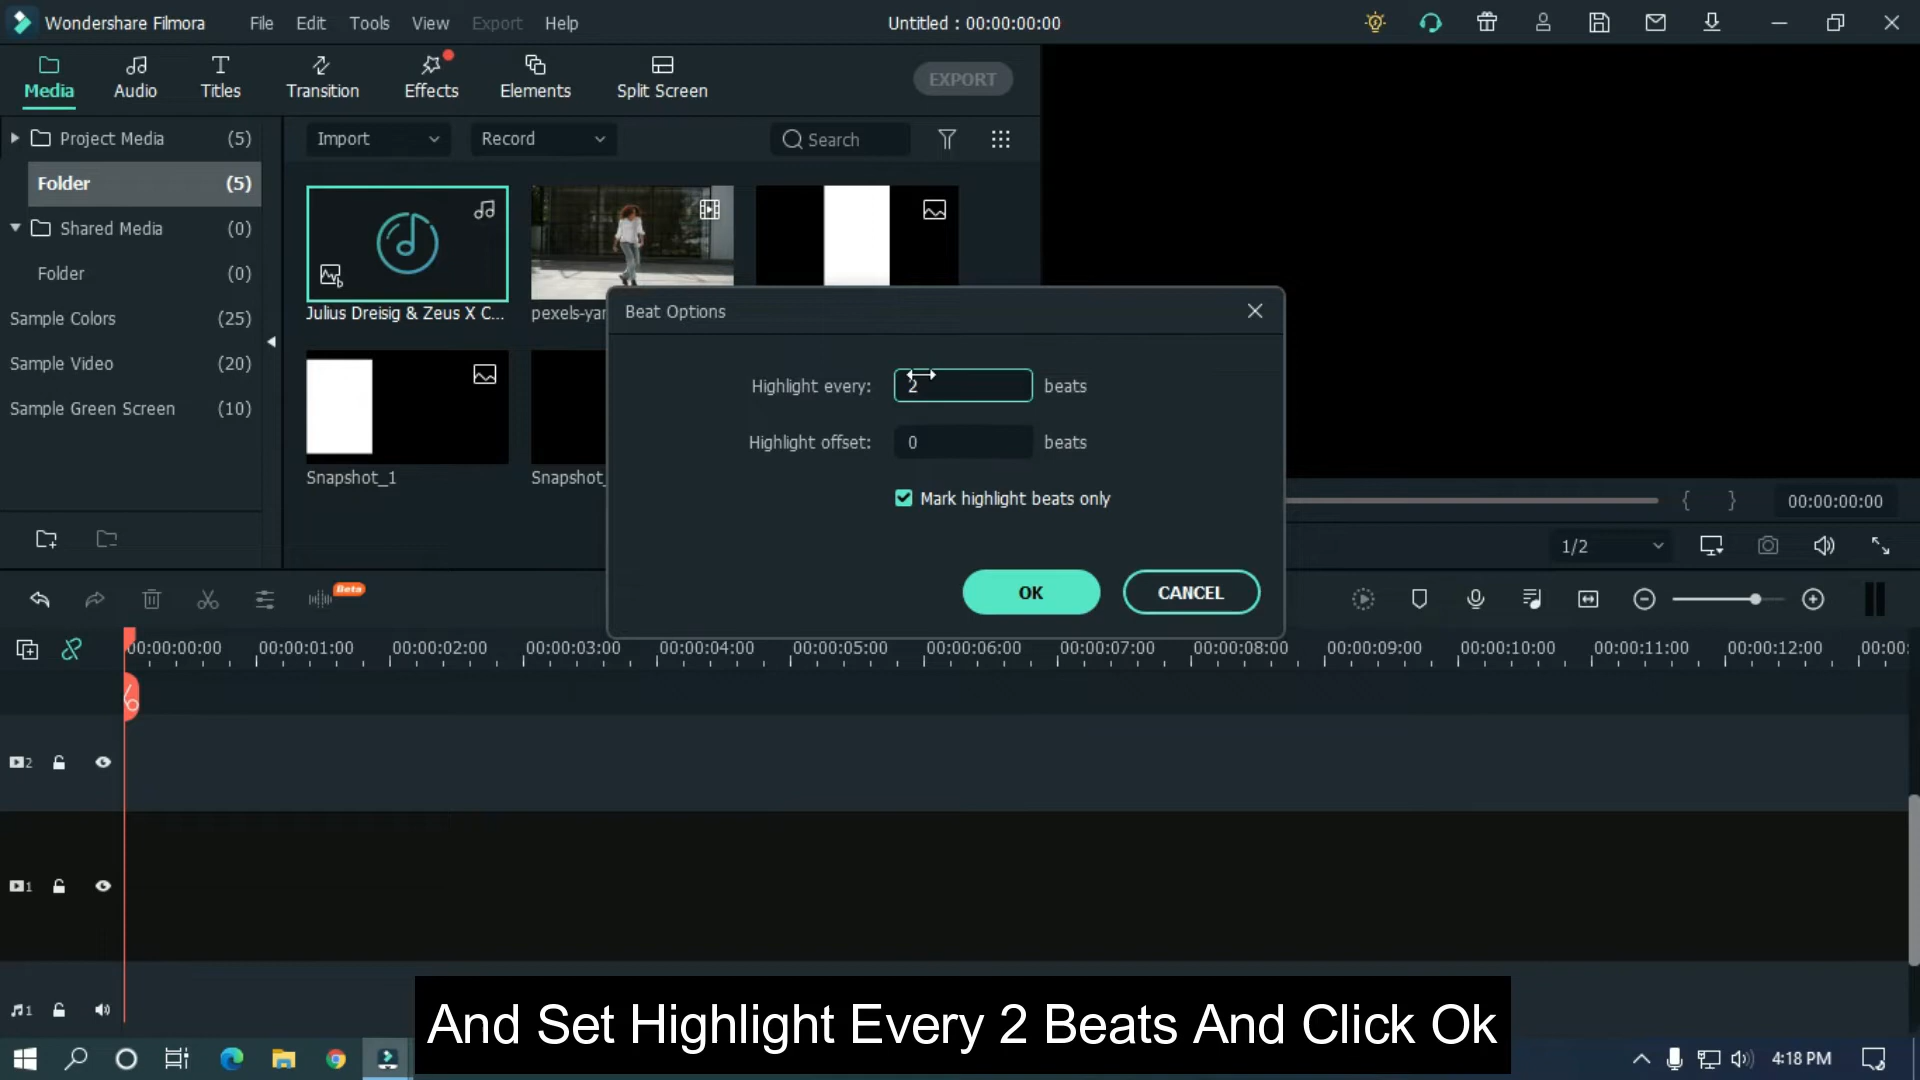 Wondershare Filmora
File Edit Tools View Export Help
Untitled : 00:00:00:00
Media Audio Titles Transition Effects Elements Split Screen
EXPORT
Project Media (5)
Folder (5)
Shared Media (0)
Folder (0)
Sample Colors (25)
Sample Video (20)
Sample Green Screen (10)
Import Record Search
Julius Dreisig & Zeus X C...
pexels-yar
Snapshot_1
Snapshot_
Beat Options
Highlight every: 2 beats
Highlight offset: 0 beats
Mark highlight beats only
OK CANCEL
{ } 00:00:00:00
1/2
Beta
00:00:00:00 00:00:01:00 00:00:02:00 00:00:03:00 00:00:04:00 00:00:05:00 00:00:06:00 00:00:07:00 00:00:08:00 00:00:09:00 00:00:10:00 00:00:11:00 00:00:12:00 00:00:
2
1
1
And Set Highlight Every 2 Beats And Click Ok
4:18 PM